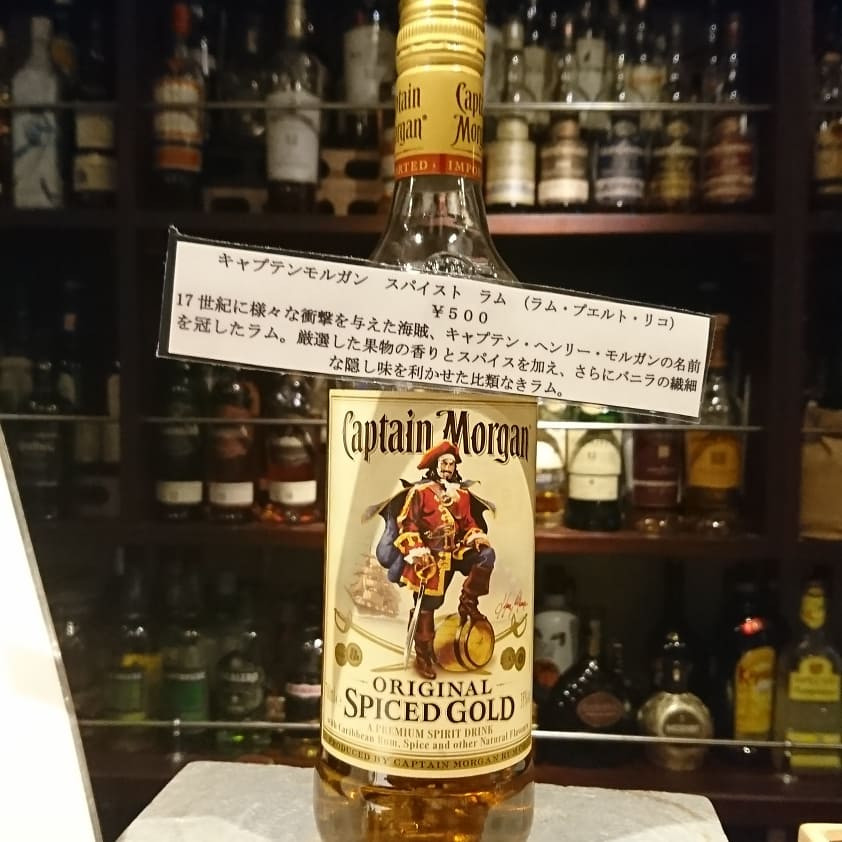 Captain Morgan
IMPORTED
キャプテンモルガン　スパイスト　ラム　（ラム・プエルト・リコ）
￥５００
17 世紀に様々な衝撃を与えた海賊、キャプテン・ヘンリー・モルガンの名前
を冠したラム。厳選した果物の香りとスパイスを加え、さらにバニラの繊細
な隠し味を利かせた比類なきラム。
Captain Morgan
ORIGINAL
SPICED GOLD
A PREMIUM SPIRIT DRINK
with Caribbean Rum, Spice and other Natural Flavours
PRODUCED BY CAPTAIN MORGAN RUM